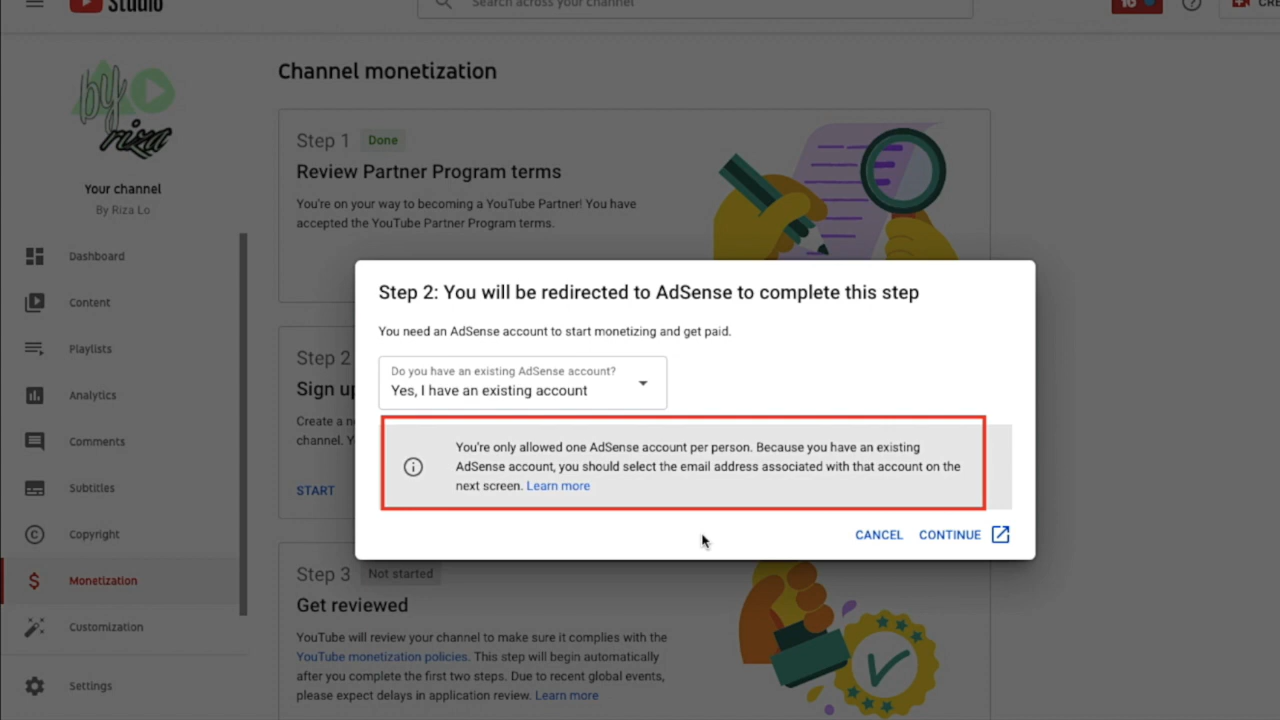 Studio
Search across your channel
Channel monetization
by
riza
Your channel
By Riza Lo
Dashboard
Content
Playlists
Analytics
Comments
Subtitles
Copyright
Monetization
Customization
Settings
Step 1 Done
Review Partner Program terms
You're on your way to becoming a YouTube Partner! You have
accepted the YouTube Partner Program terms.
Step 2
Sign up
Create a
channel.
START
Step 2: You will be redirected to AdSense to complete this step
You need an AdSense account to start monetizing and get paid.
Do you have an existing AdSense account?
Yes, I have an existing account
You're only allowed one AdSense account per person. Because you have an existing
AdSense account, you should select the email address associated with that account on the
next screen. Learn more
CANCEL CONTINUE
Step 3 Not started
Get reviewed
YouTube will review your channel to make sure it complies with the
YouTube monetization policies. This step will begin automatically
after you complete the first two steps. Due to recent global events,
please expect delays in application review. Learn more